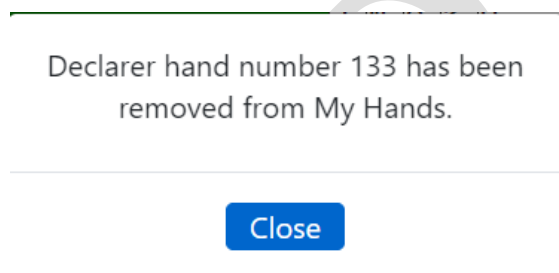 Declarer hand number 133 has been
removed from My Hands.
Close